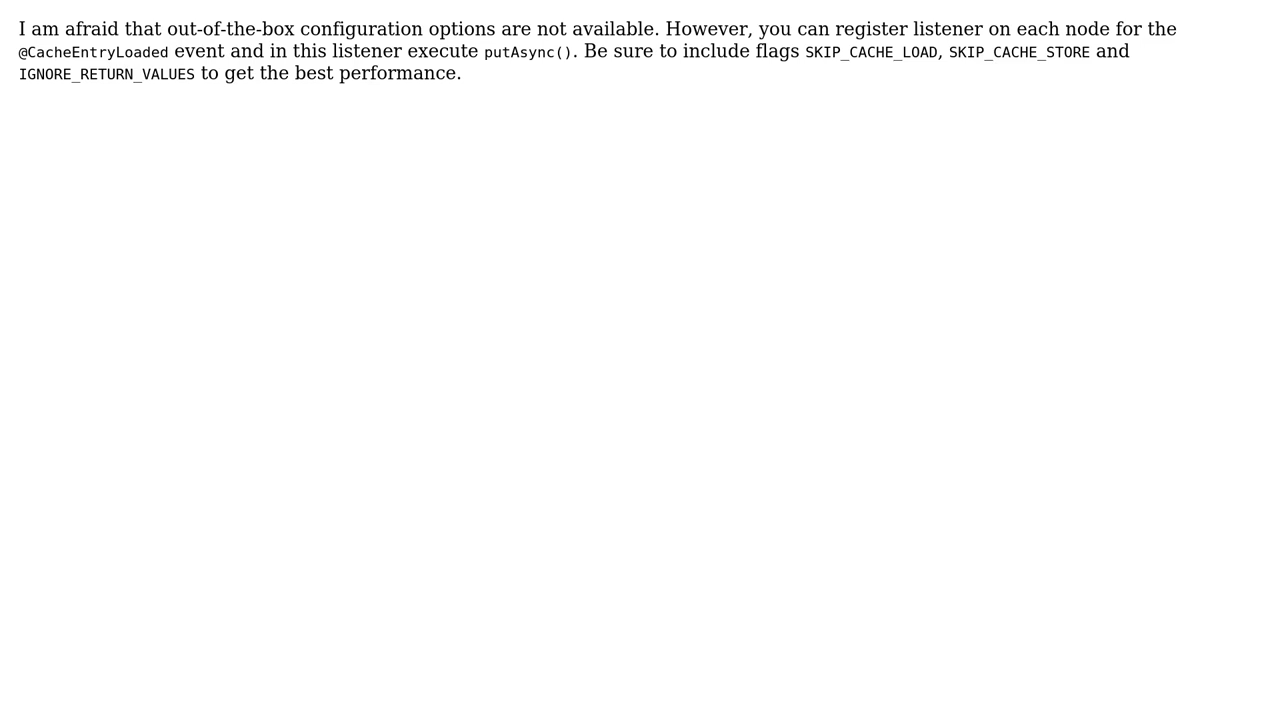 I am afraid that out-of-the-box configuration options are not available. However, you can register listener on each node for the
@CacheEntryLoaded event and in this listener execute putAsync(). Be sure to include flags SKIP_CACHE_LOAD, SKIP_CACHE_STORE and
IGNORE_RETURN_VALUES to get the best performance.